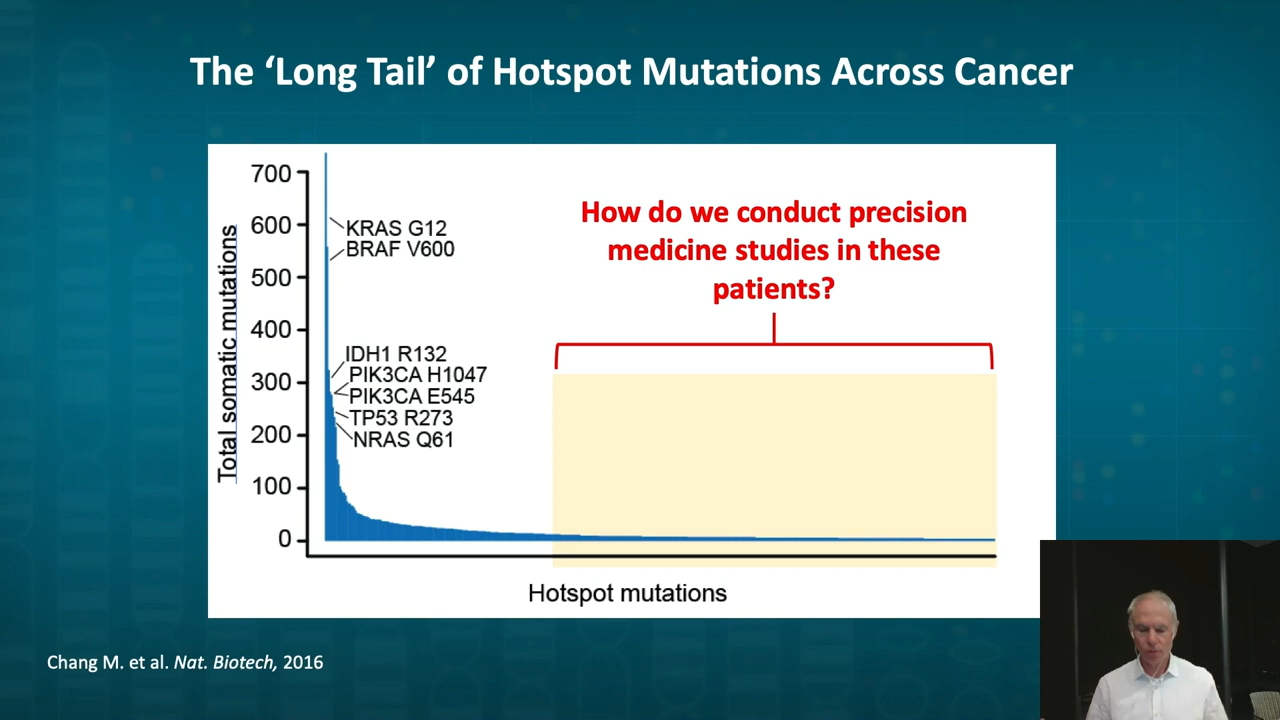 The ‘Long Tail’ of Hotspot Mutations Across Cancer
Total somatic mutations
700
600
500
400
300
200
100
0
KRAS G12
BRAF V600
IDH1 R132
PIK3CA H1047
PIK3CA E545
TP53 R273
NRAS Q61
How do we conduct precision
medicine studies in these
patients?
Hotspot mutations
Chang M. et al. Nat. Biotech, 2016